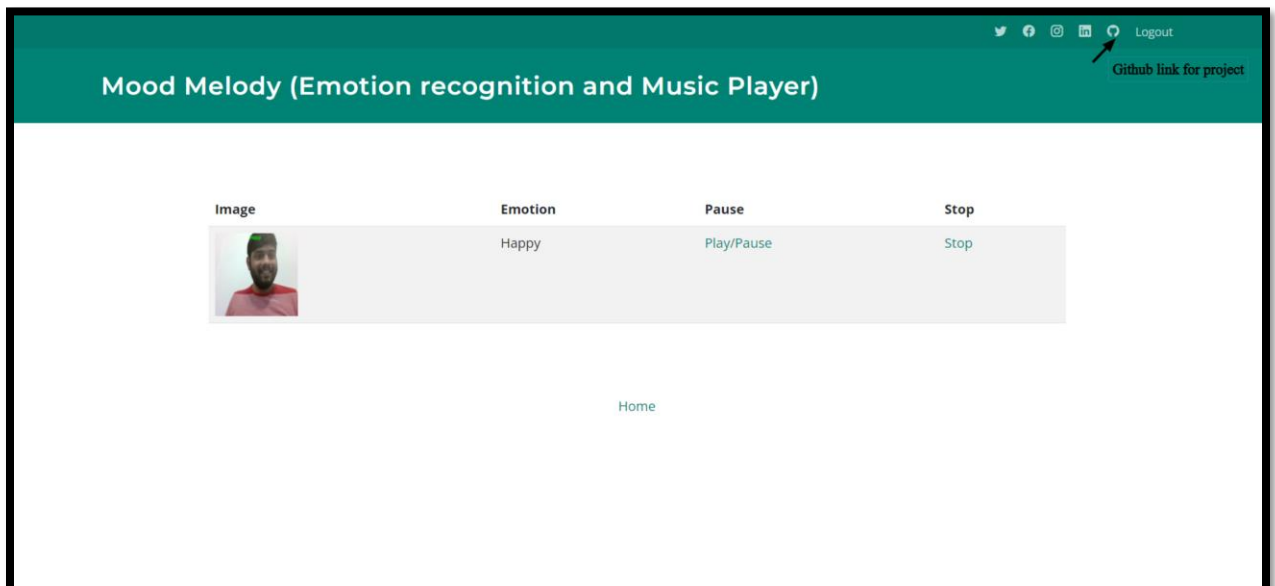 Logout
Github link for project
Mood Melody (Emotion recognition and Music Player)
Image Emotion Pause Stop
Happy Play/Pause Stop
Home